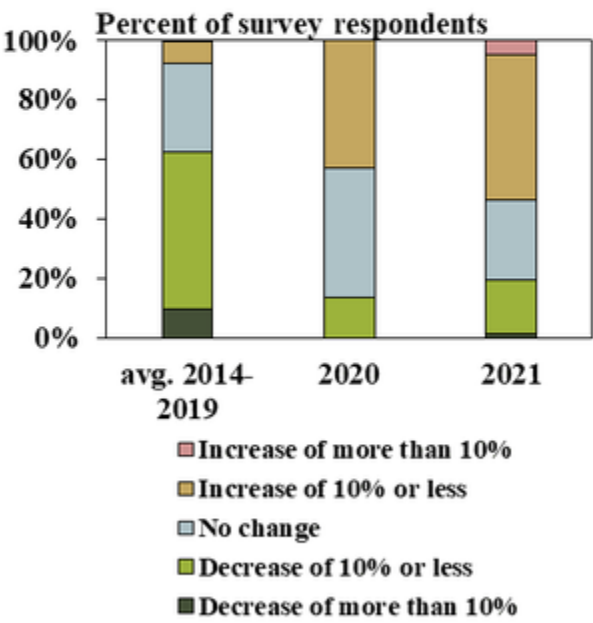 Percent of survey respondents
100%
80%
60%
40%
20%
0%
avg. 2014-
2019
2020
2021
Increase of more than 10%
Increase of 10% or less
No change
Decrease of 10% or less
Decrease of more than 10%